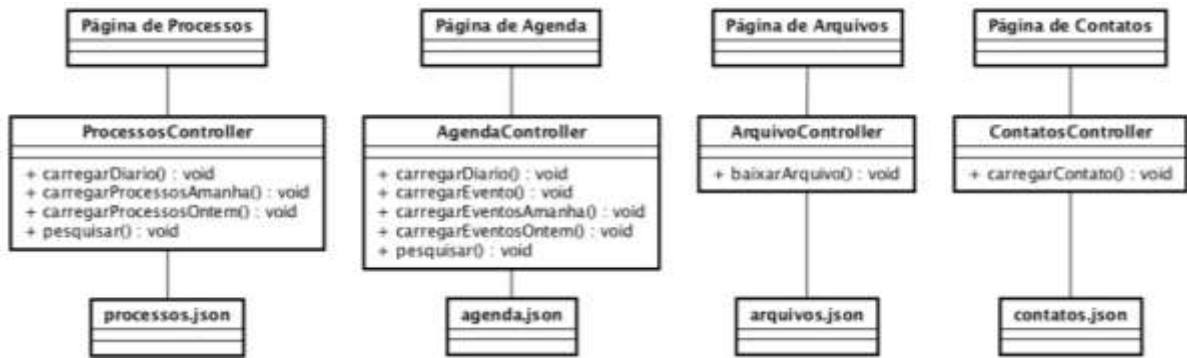 Página de Processos
ProcessosController
+ carregarDiario() : void
+ carregarProcessosAmanha() : void
+ carregarProcessosOntem() : void
+ pesquisar() : void
processos.json
Página de Agenda
AgendaController
+ carregarDiario() : void
+ carregarEvento() : void
+ carregarEventosAmanha() : void
+ carregarEventosOntem() : void
+ pesquisar() : void
agenda.json
Página de Arquivos
ArquivoController
+ baixarArquivo() : void
arquivos.json
Página de Contatos
ContatosController
+ carregarContato() : void
contatos.json